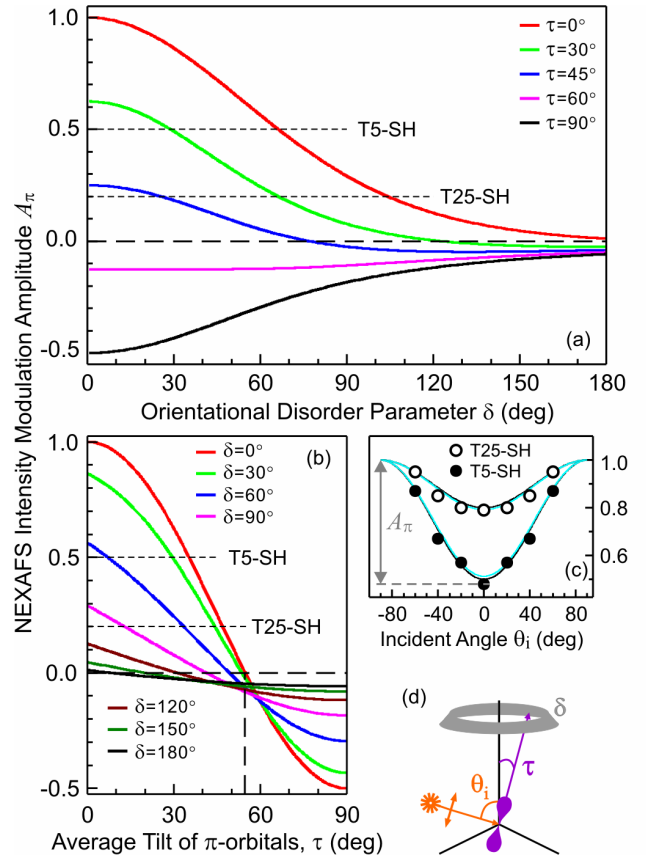 1.0
0.5
0.0
-0.5
τ=0°
τ=30°
τ=45°
τ=60°
τ=90°
T5-SH
T25-SH
(a)
0 30 60 90 120 150 180
Orientational Disorder Parameter δ (deg)
NEXAFS Intensity Modulation Amplitude Aπ
(b)
1.0
0.5
0.0
-0.5
δ=0°
δ=30°
δ=60°
δ=90°
T5-SH
T25-SH
δ=120°
δ=150°
δ=180°
0 30 60 90
Average Tilt of π-orbitals, τ (deg)
T25-SH
T5-SH
1.0
0.8
0.6
Aπ
(c)
-80 -40 0 40 80
Incident Angle θi (deg)
(d)
δ
τ
θi